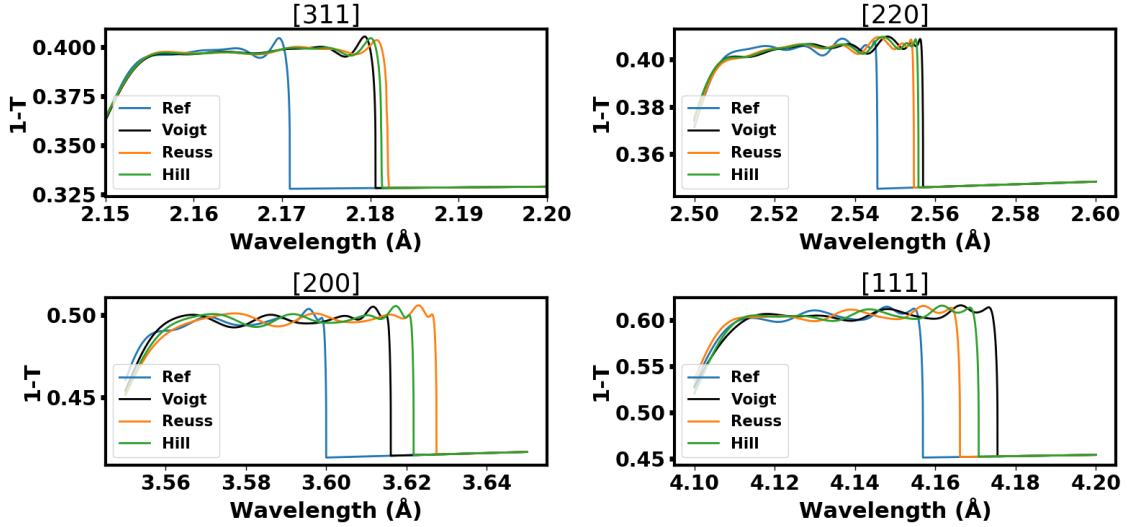 [311]
1-T
0.400
0.375
0.350
0.325
Ref
Voigt
Reuss
Hill
2.15 2.16 2.17 2.18 2.19 2.20
Wavelength (Å)
[220]
1-T
0.40
0.38
0.36
Ref
Voigt
Reuss
Hill
2.50 2.52 2.54 2.56 2.58 2.60
Wavelength (Å)
[200]
1-T
0.50
0.45
Ref
Voigt
Reuss
Hill
3.56 3.58 3.60 3.62 3.64
Wavelength (Å)
[111]
1-T
0.60
0.55
0.50
0.45
Ref
Voigt
Reuss
Hill
4.10 4.12 4.14 4.16 4.18 4.20
Wavelength (Å)